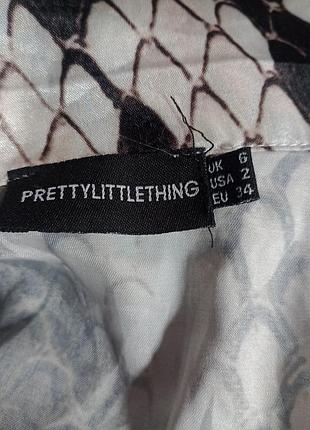 PRETTYLITTLETHING
UK 6
USA 2
EU 34